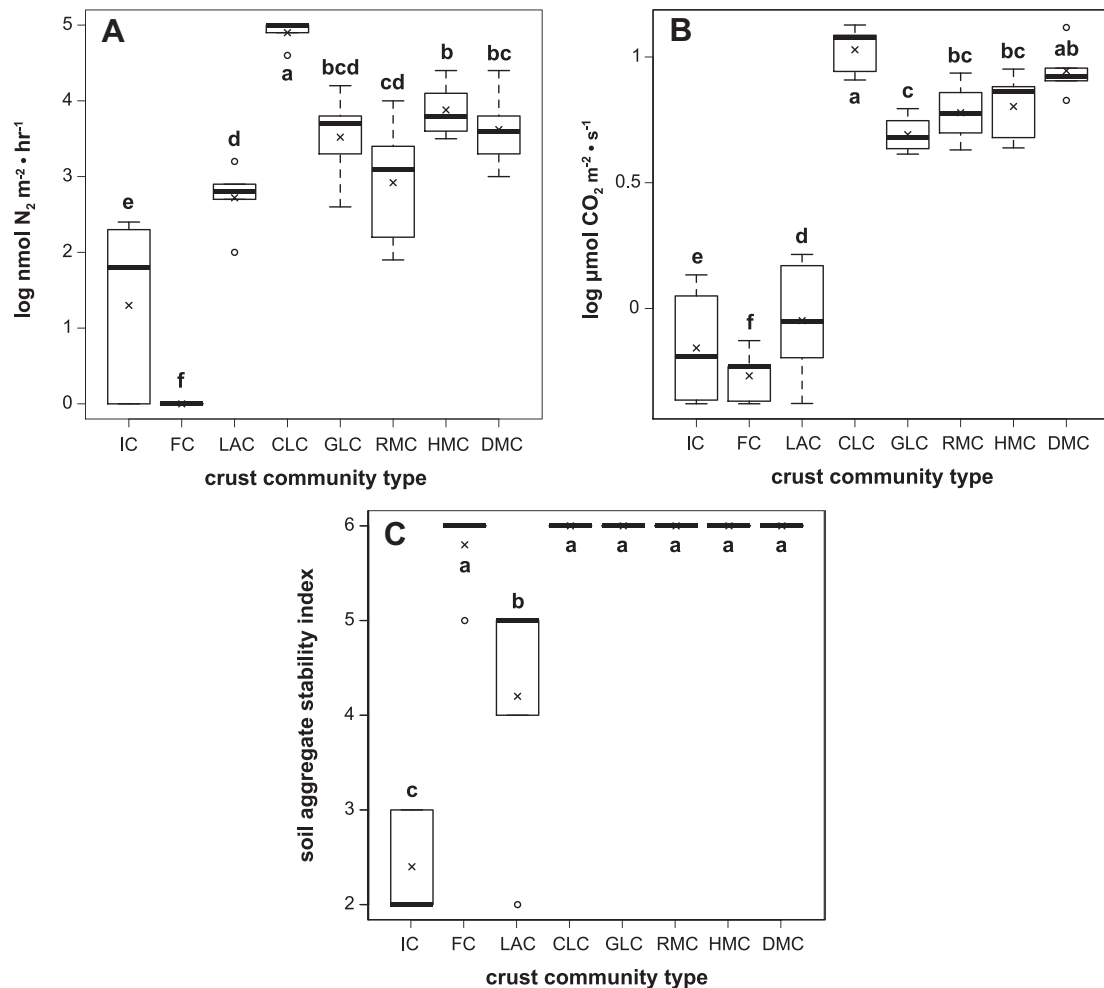 A
log nmol N₂ m⁻² • hr⁻¹
5
4
3
2
1
0
e
f
d
a
bcd
cd
b
bc
IC FC LAC CLC GLC RMC HMC DMC
crust community type
B
log µmol CO₂ m⁻² • s⁻¹
1
0.5
0
e
f
d
a
c
bc
bc
ab
IC FC LAC CLC GLC RMC HMC DMC
crust community type
C
soil aggregate stability index
6
5
4
3
2
c
a
b
a
a
a
a
a
IC FC LAC CLC GLC RMC HMC DMC
crust community type